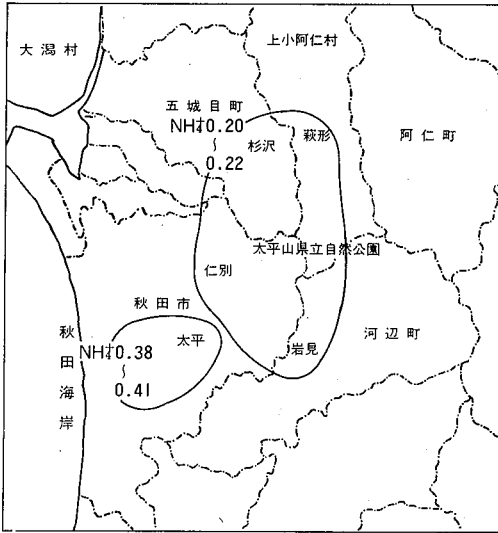 大潟村
上小阿仁村
五城目町
NH₄⁺0.20
～
0.22
杉沢
萩形
阿仁町
太平山県立自然公園
仁別
秋田市
太平
NH₄⁺0.38
～
0.41
岩見
河辺町
秋田海岸